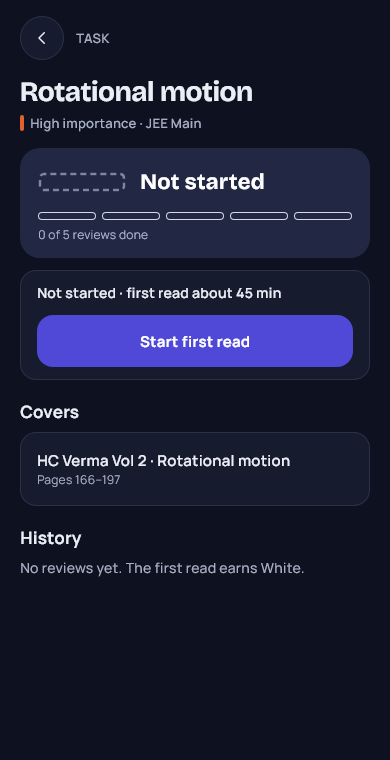 TASK
Rotational motion
High importance · JEE Main
Not started
0 of 5 reviews done
Not started · first read about 45 min
Start first read
Covers
HC Verma Vol 2 · Rotational motion
Pages 166–197
History
No reviews yet. The first read earns White.